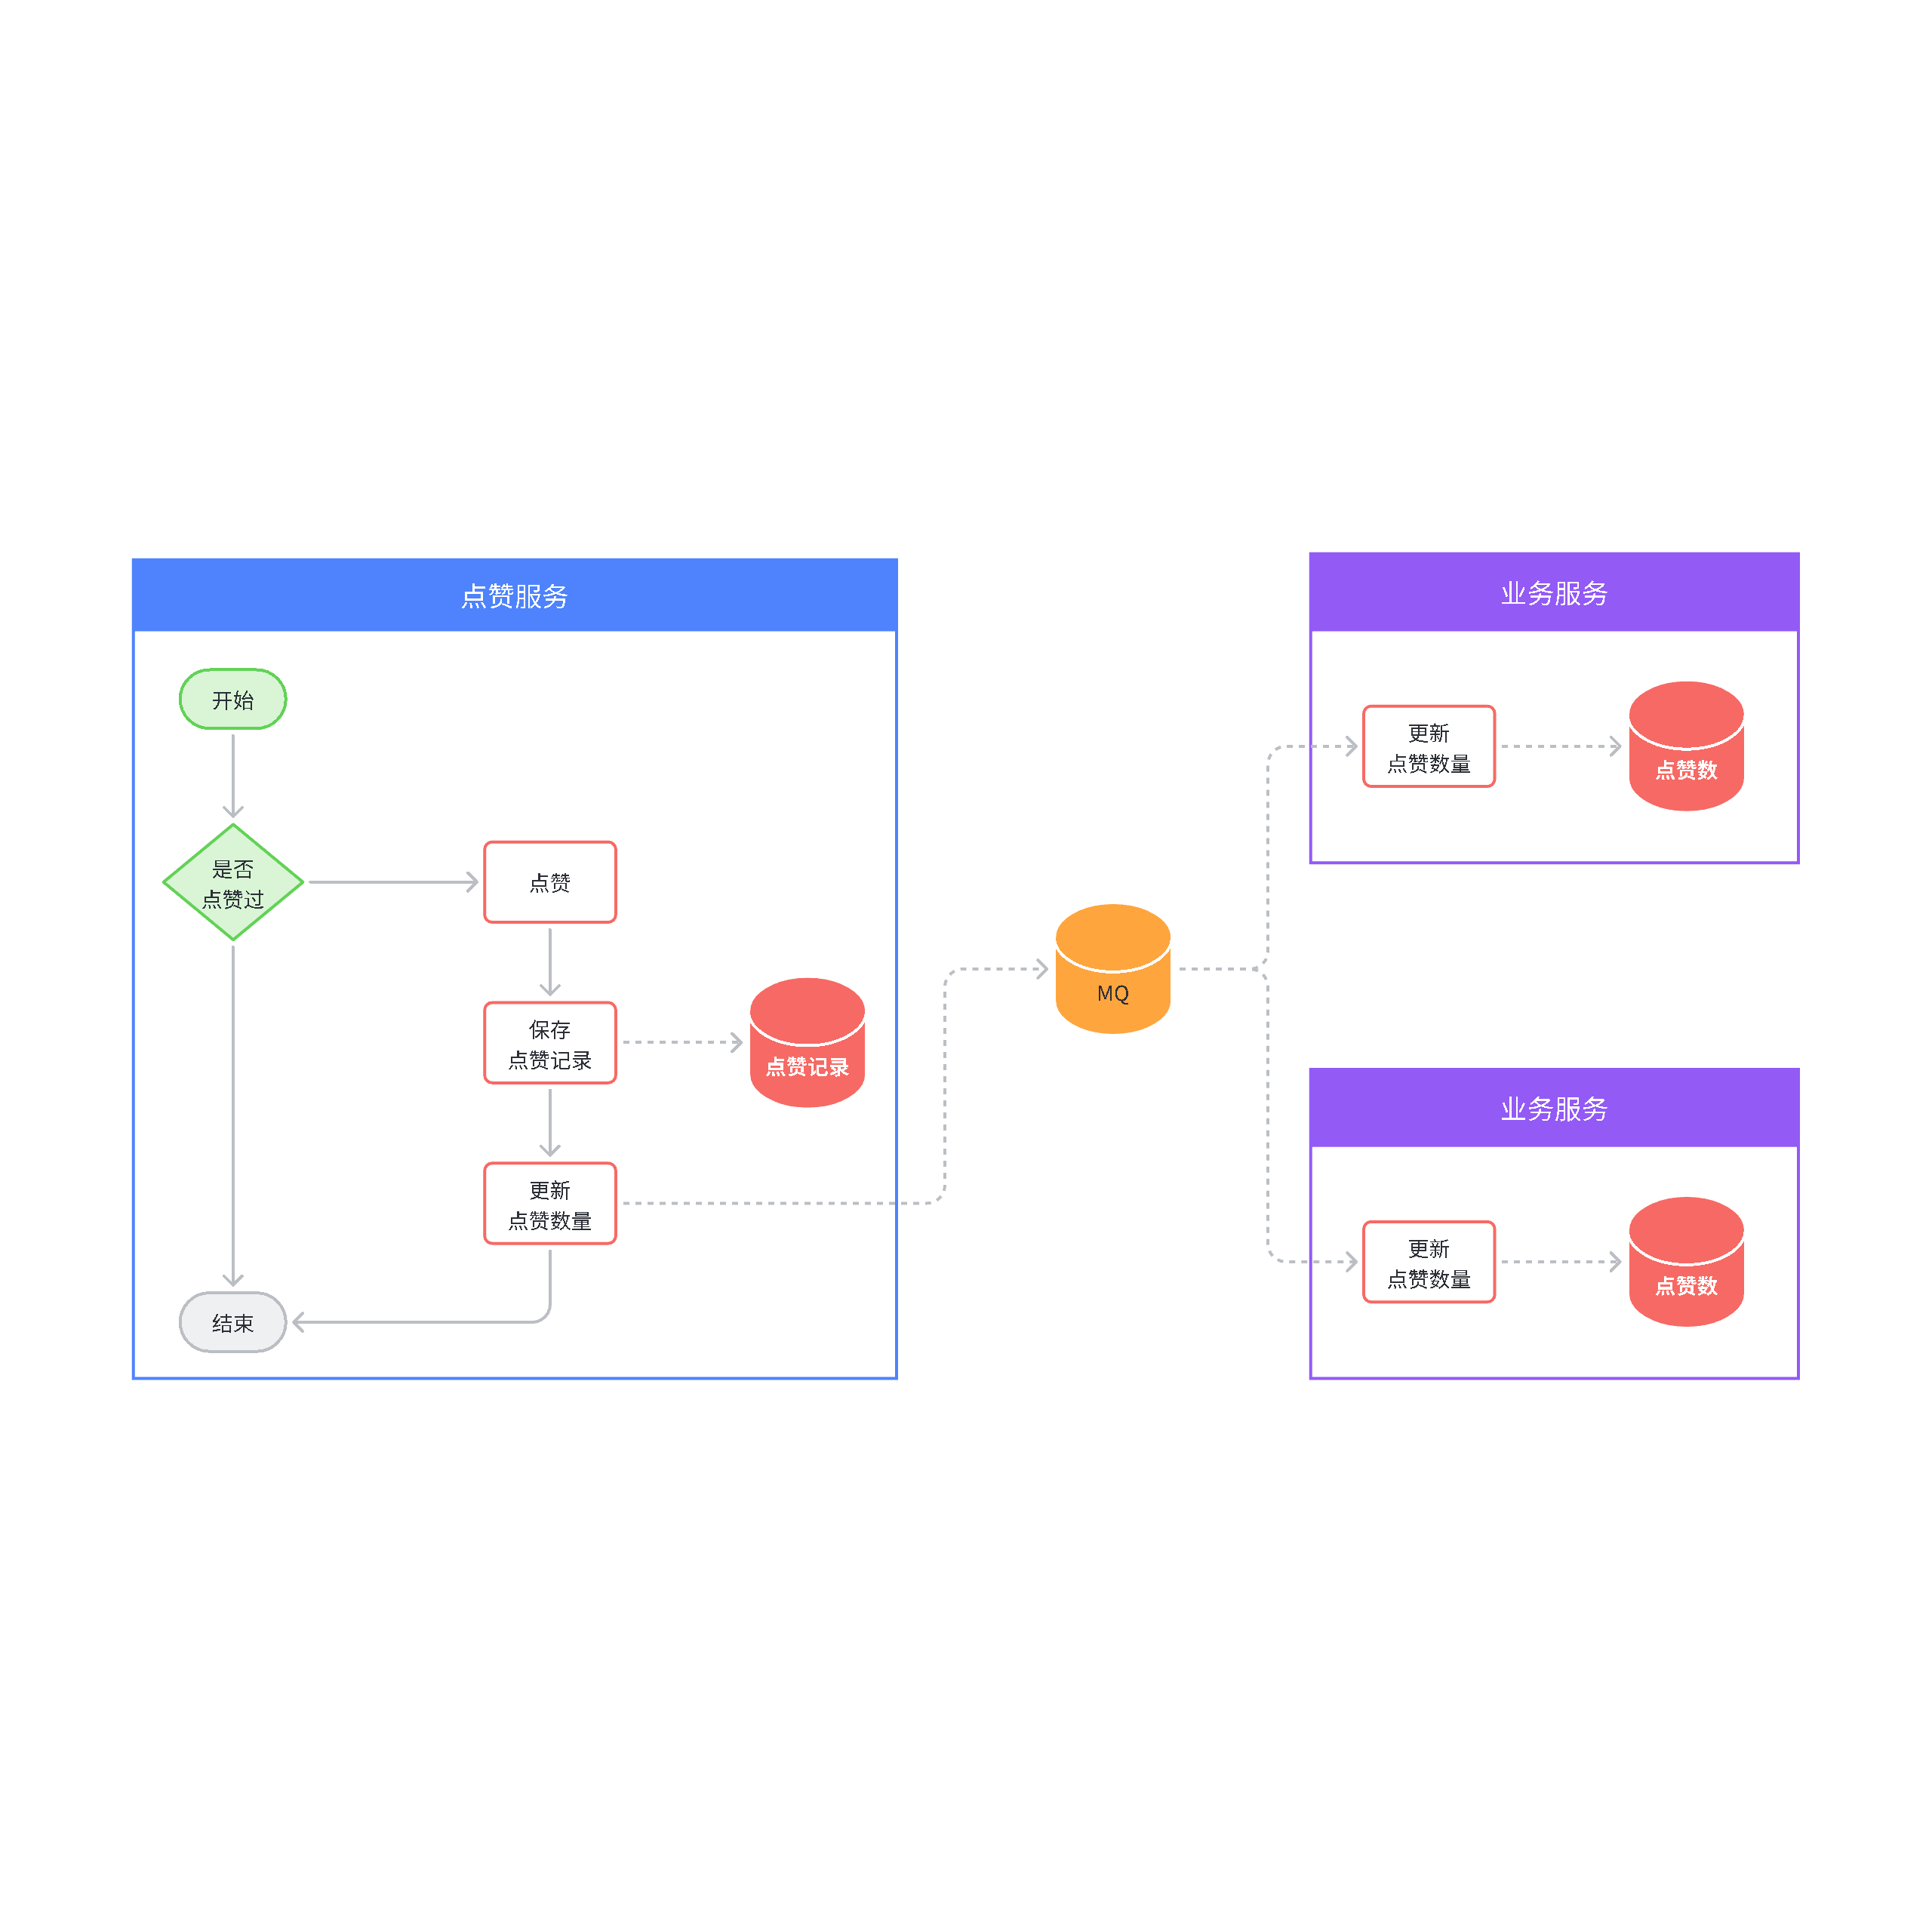 点赞服务
开始
是否
点赞过
点赞
保存
点赞记录
点赞记录
更新
点赞数量
结束
MQ
业务服务
更新
点赞数量
点赞数
业务服务
更新
点赞数量
点赞数